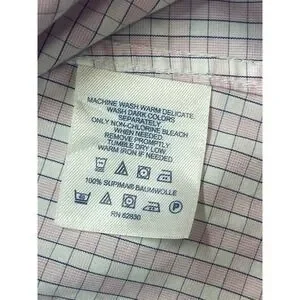 MACHINE WASH WARM DELICATE.
WASH DARK COLORS
SEPARATELY
ONLY NON-CHLORINE BLEACH
WHEN NEEDED.
REMOVE PROMPTLY
TUMBLE DRY LOW
WARM IRON IF NEEDED
100% SUPIMA® BAUMWOLLE
P
RN 62830